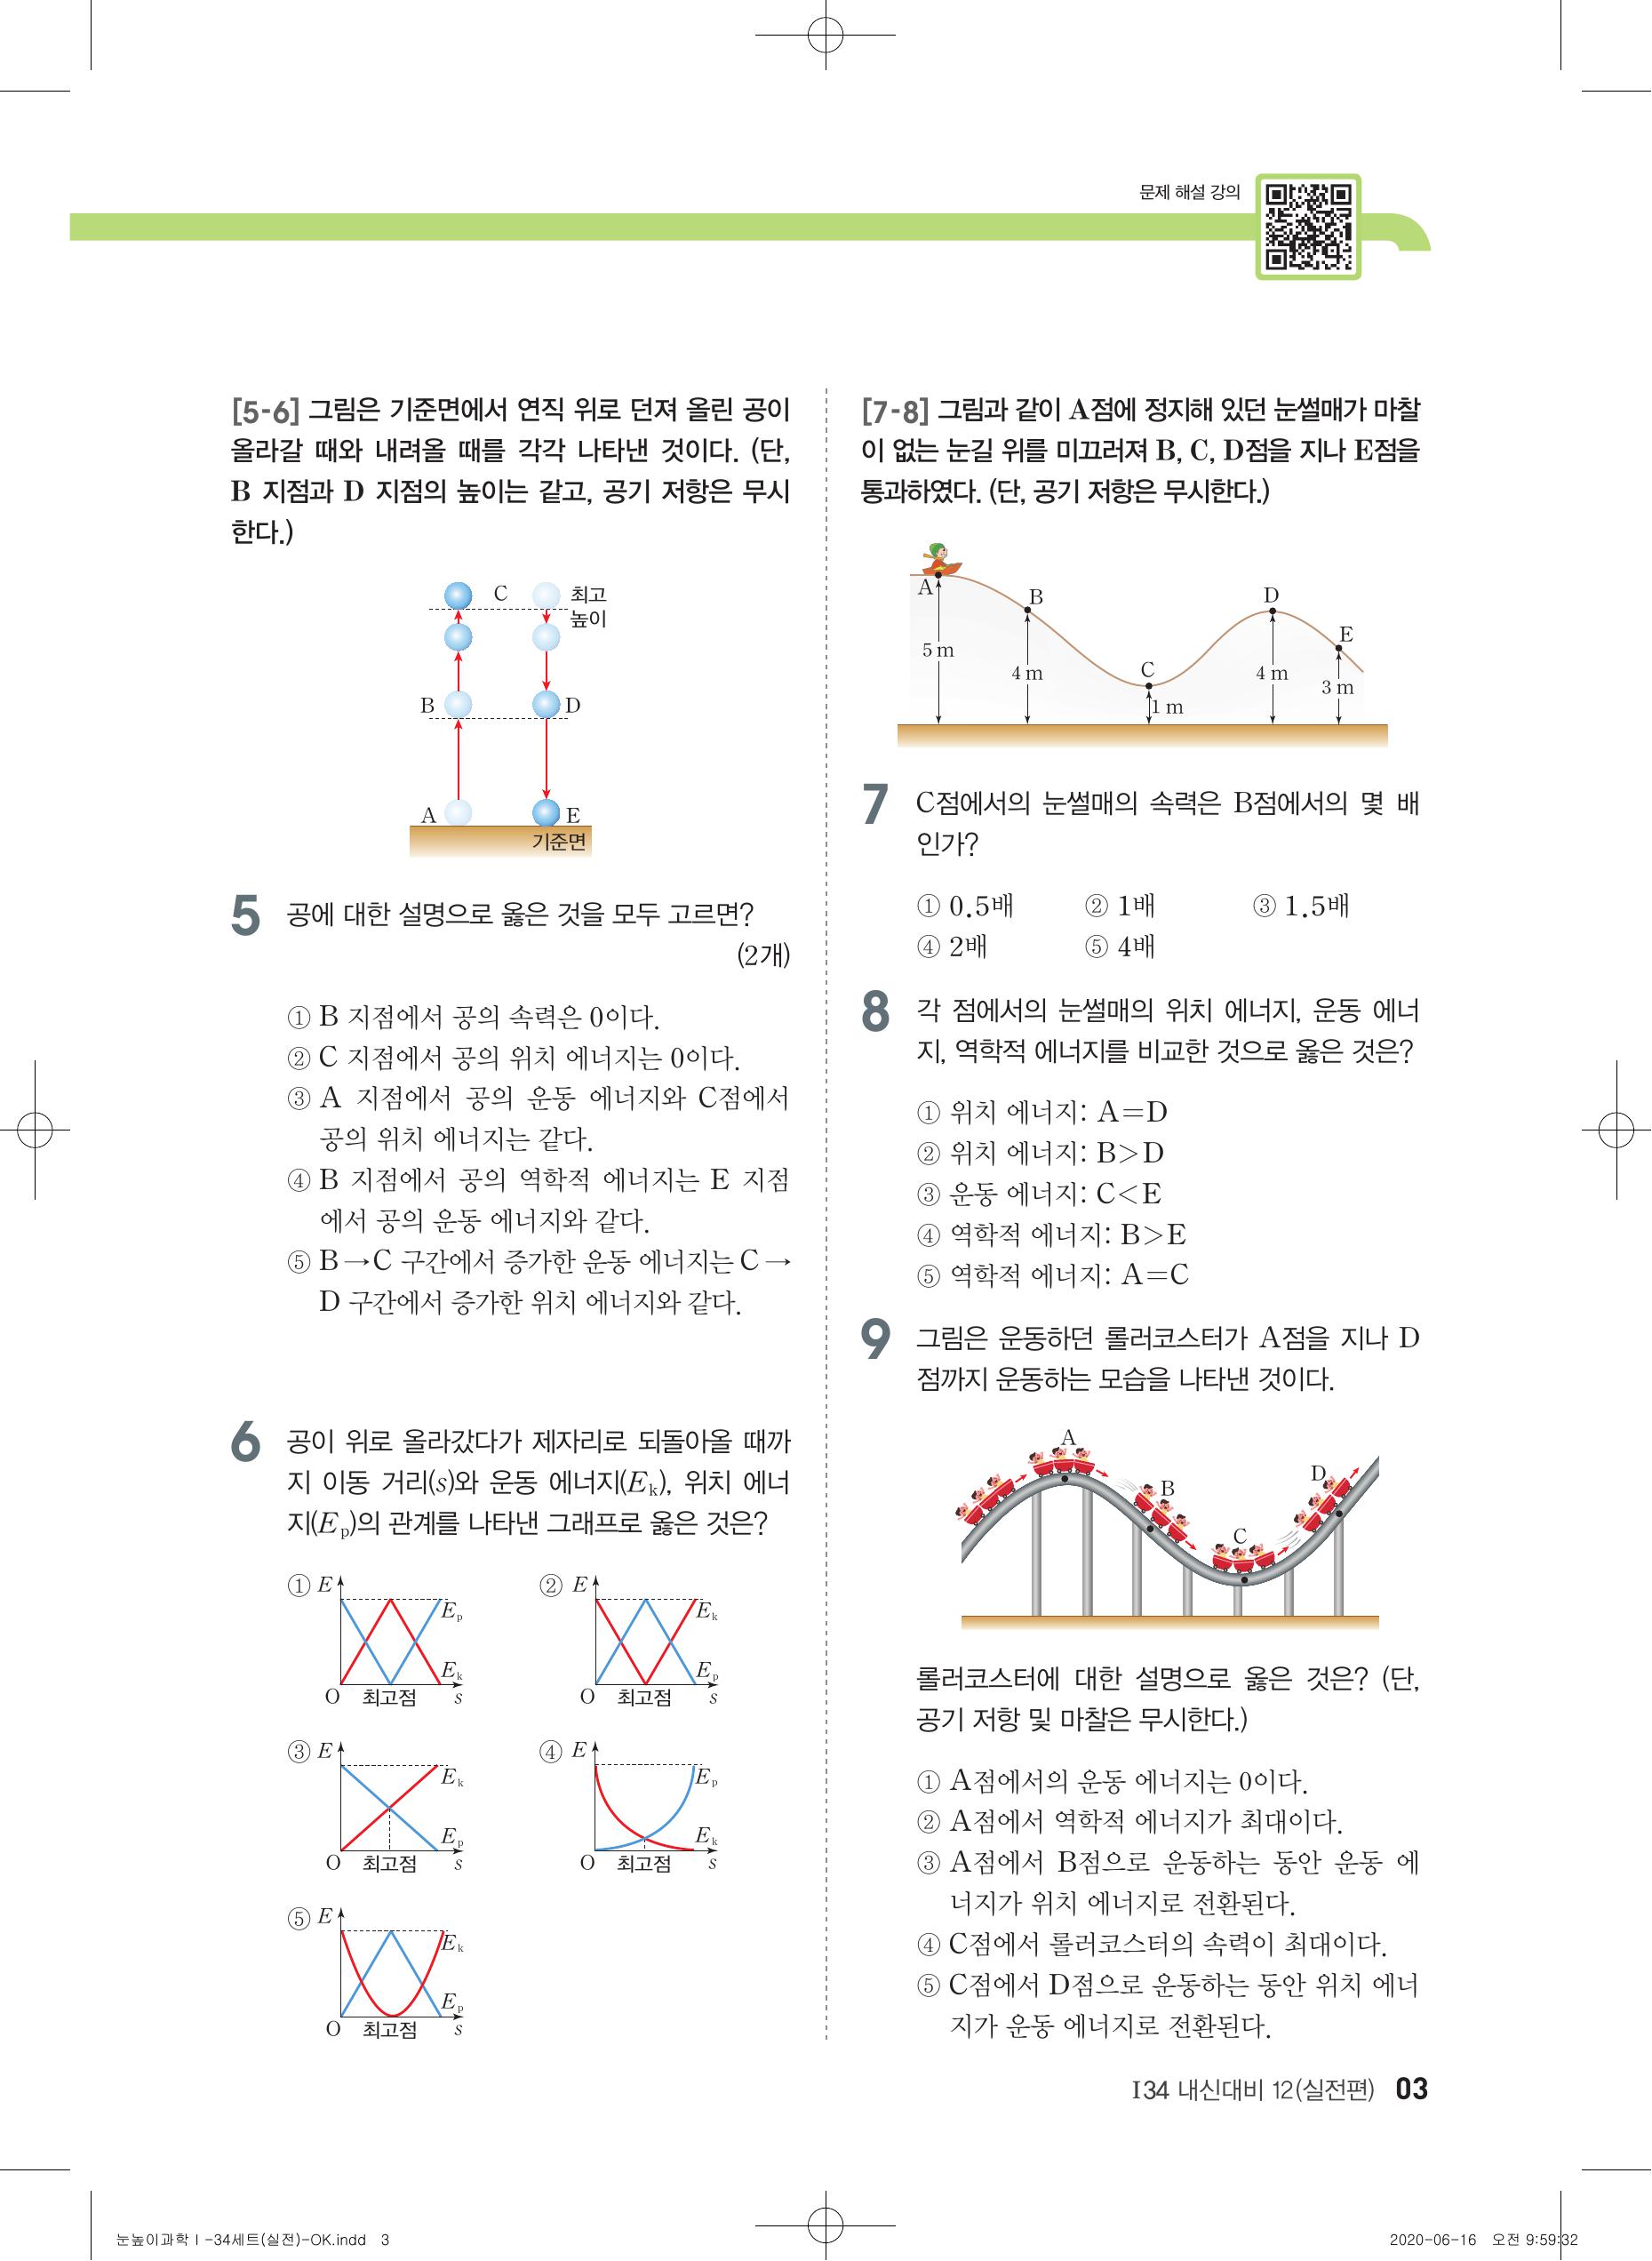 문제 해설 강의
[5-6] 그림은 기준면에서 연직 위로 던져 올린 공이
올라갈 때와 내려올 때를 각각 나타낸 것이다. (단,
B 지점과 D 지점의 높이는 같고, 공기 저항은 무시
한다.)
C 최고
높이
B D
A E
기준면
5 공에 대한 설명으로 옳은 것을 모두 고르면?
(2개)
① B 지점에서 공의 속력은 0이다.
② C 지점에서 공의 위치 에너지는 0이다.
③ A 지점에서 공의 운동 에너지와 C점에서
공의 위치 에너지는 같다.
④ B 지점에서 공의 역학적 에너지는 E 지점
에서 공의 운동 에너지와 같다.
⑤ B→C 구간에서 증가한 운동 에너지는 C→
D 구간에서 증가한 위치 에너지와 같다.
6 공이 위로 올라갔다가 제자리로 되돌아올 때까
지 이동 거리(s)와 운동 에너지(Ek), 위치 에너
지(Ep)의 관계를 나타낸 그래프로 옳은 것은?
① E
Ep
Ek
O 최고점 s
② E
Ek
Ep
O 최고점 s
③ E
Ek
Ep
O 최고점 s
④ E
Ep
Ek
O 최고점 s
⑤ E
Ek
Ep
O 최고점 s
[7-8] 그림과 같이 A점에 정지해 있던 눈썰매가 마찰
이 없는 눈길 위를 미끄러져 B, C, D점을 지나 E점을
통과하였다. (단, 공기 저항은 무시한다.)
A B D
E
5 m
C
4 m 4 m
3 m
1 m
7 C점에서의 눈썰매의 속력은 B점에서의 몇 배
인가?
① 0.5배 ② 1배 ③ 1.5배
④ 2배 ⑤ 4배
8 각 점에서의 눈썰매의 위치 에너지, 운동 에너
지, 역학적 에너지를 비교한 것으로 옳은 것은?
① 위치 에너지: A=D
② 위치 에너지: B>D
③ 운동 에너지: C<E
④ 역학적 에너지: B>E
⑤ 역학적 에너지: A=C
9 그림은 운동하던 롤러코스터가 A점을 지나 D
점까지 운동하는 모습을 나타낸 것이다.
A
D
B
C
롤러코스터에 대한 설명으로 옳은 것은? (단,
공기 저항 및 마찰은 무시한다.)
① A점에서의 운동 에너지는 0이다.
② A점에서 역학적 에너지가 최대이다.
③ A점에서 B점으로 운동하는 동안 운동 에
너지가 위치 에너지로 전환된다.
④ C점에서 롤러코스터의 속력이 최대이다.
⑤ C점에서 D점으로 운동하는 동안 위치 에너
지가 운동 에너지로 전환된다.
I34 내신대비 12(실전편) 03
눈높이과학 I -34세트(실전)-OK.indd 3
2020-06-16 오전 9:59:32